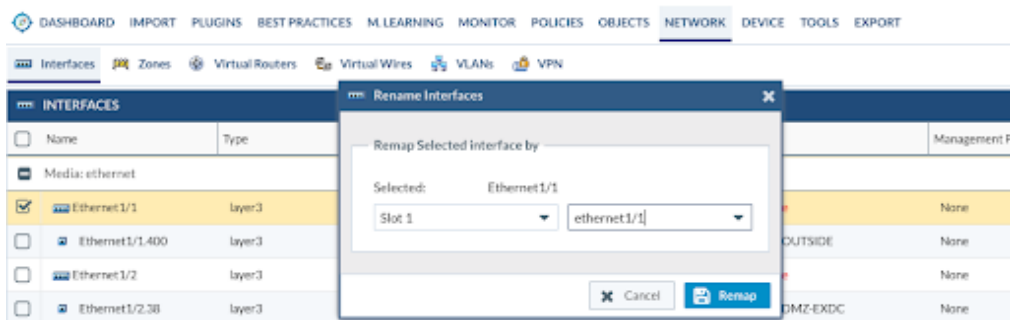 DASHBOARD IMPORT PLUGINS BEST PRACTICES M. LEARNING MONITOR POLICIES OBJECTS NETWORK DEVICE TOOLS EXPORT
Interfaces Zones Virtual Routers Virtual Wires VLANs VPN
INTERFACES
Name Type Management P
Media: ethernet
Ethernet1/1 layer3 None
Ethernet1/1.400 layer3 OUTSIDE None
Ethernet1/2 layer3 None
Ethernet1/2.38 layer3 DMZ-EXDC None
Rename Interfaces
Remap Selected interface by
Selected: Ethernet1/1
Slot 1 ethernet1/1
Cancel Remap